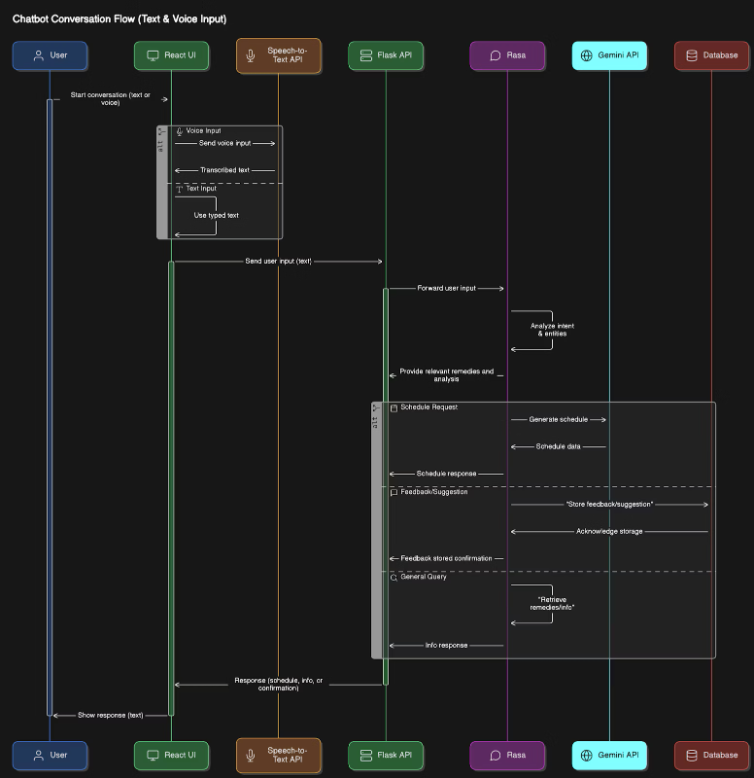 Chatbot Conversation Flow (Text & Voice Input)
User
React UI
Speech-to-
Text API
Flask API
Rasa
Gemini API
Database
Start conversation (text or
voice)
alt
Voice Input
Send voice input
Transcribed text
Text Input
Use typed text
Send user input (text)
Forward user input
Analyze intent
& entities
Provide relevant remedies and
analysis
alt
Schedule Request
Generate schedule
Schedule data
Schedule response
Feedback/Suggestion
"Store feedback/suggestion"
Acknowledge storage
Feedback stored confirmation
General Query
"Retrieve
remedies/info"
Info response
Response (schedule, info, or
confirmation)
Show response (text)
User
React UI
Speech-to-
Text API
Flask API
Rasa
Gemini API
Database